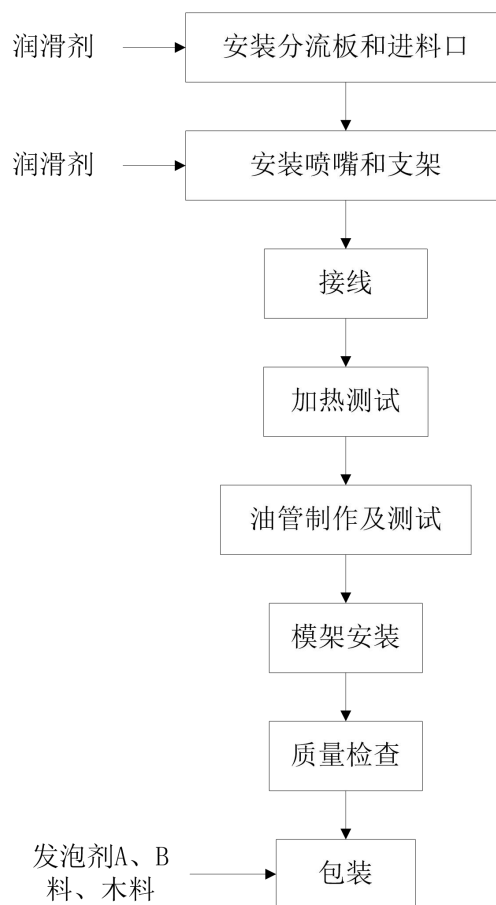 润滑剂
安装分流板和进料口
润滑剂
安装喷嘴和支架
接线
加热测试
油管制作及测试
模架安装
质量检查
发泡剂A、B
料、木料
包装